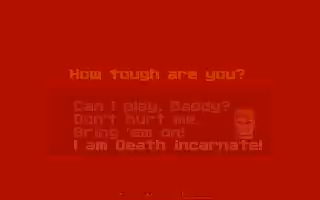 How tough are you?
Can I play, Daddy?
Don't hurt me.
Bring 'em on!
I am Death incarnate!